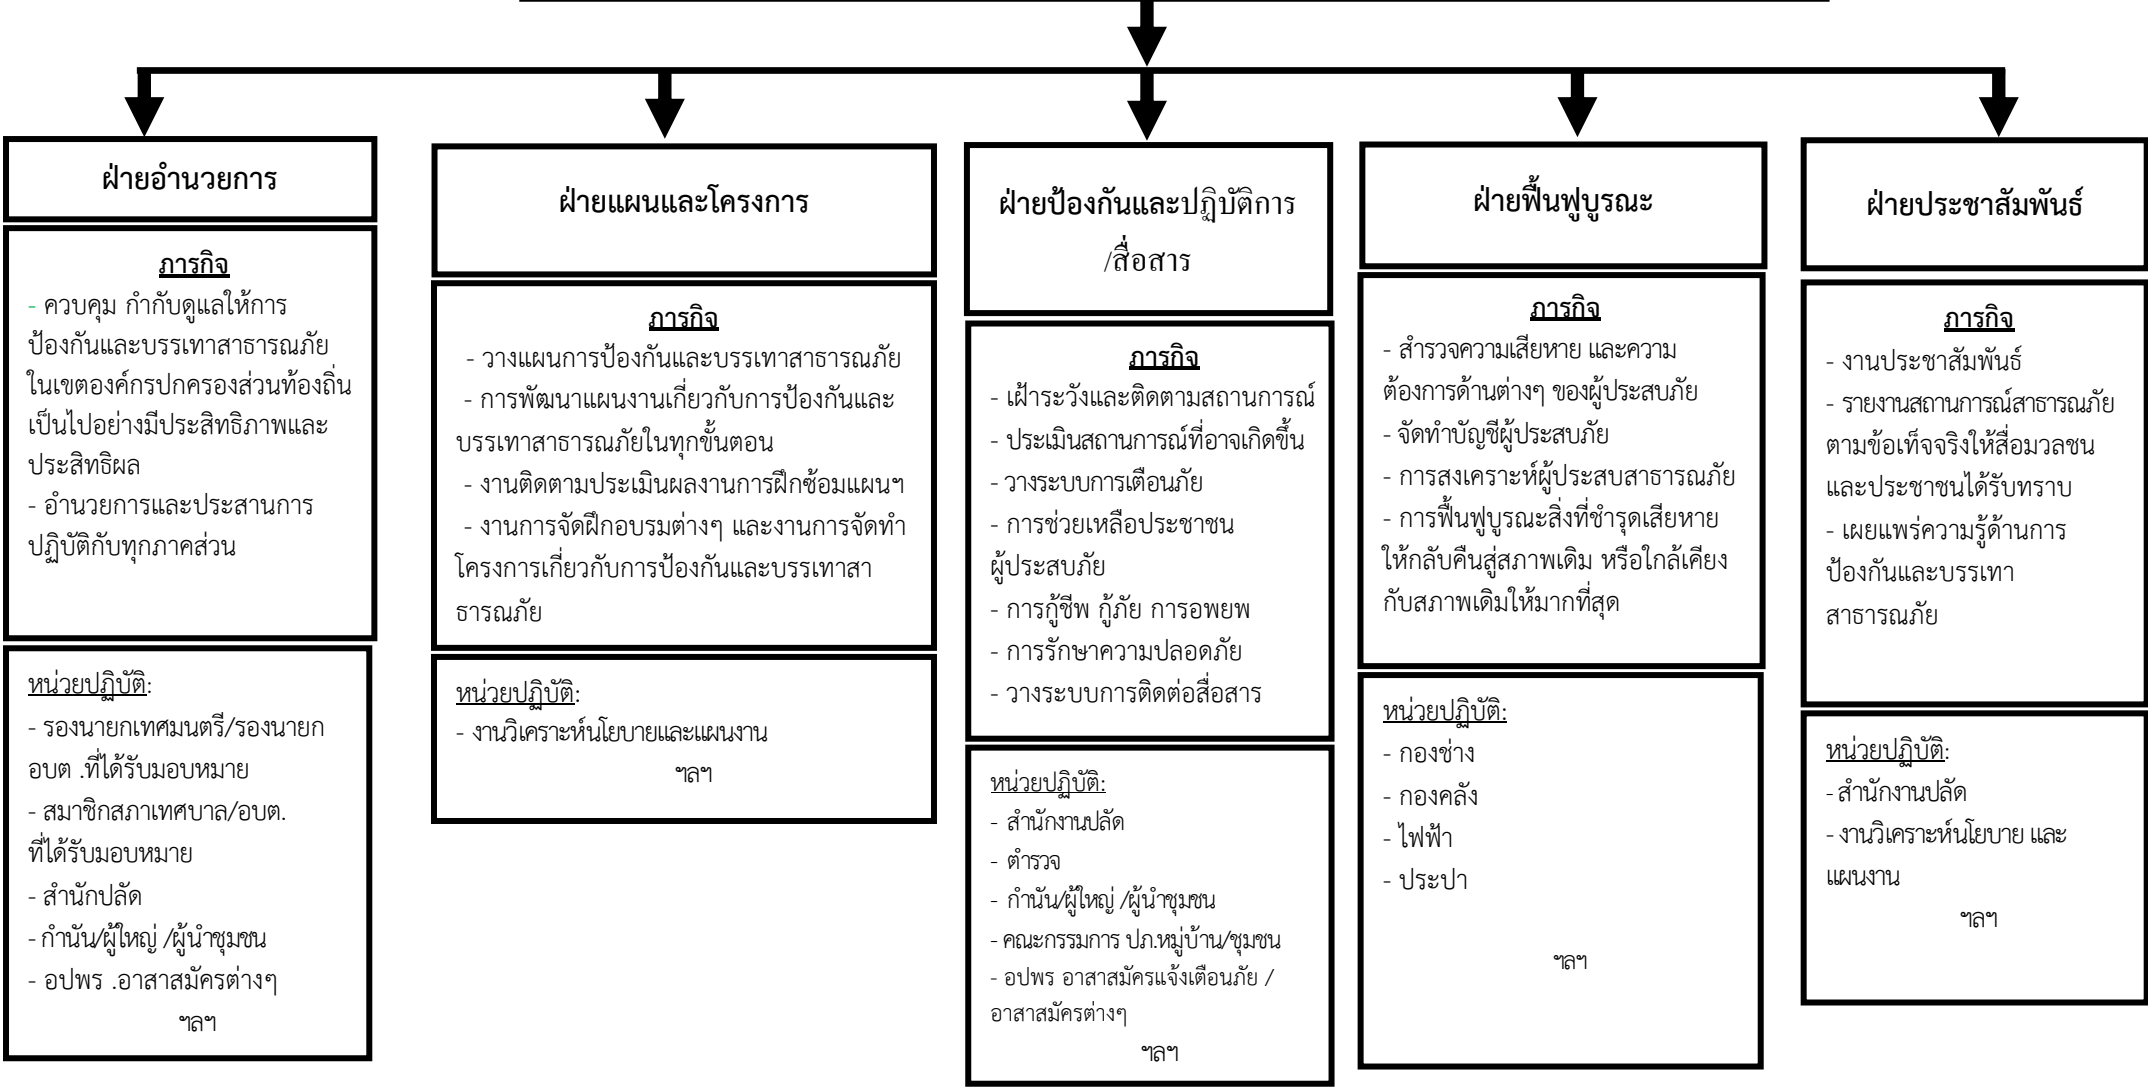 ฝ่ายอำนวยการ
ภารกิจ
- ควบคุม กำกับดูแลให้การ
ป้องกันและบรรเทาสาธารณภัย
ในเขตองค์กรปกครองส่วนท้องถิ่น
เป็นไปอย่างมีประสิทธิภาพและ
ประสิทธิผล
- อำนวยการและประสานการ
ปฏิบัติกับทุกภาคส่วน
หน่วยปฏิบัติ:
- รองนายกเทศมนตรี/รองนายก
อบต .ที่ได้รับมอบหมาย
- สมาชิกสภาเทศบาล/อบต.
ที่ได้รับมอบหมาย
- สำนักปลัด
- กำนัน/ผู้ใหญ่ /ผู้นำชุมชน
- อปพร .อาสาสมัครต่างๆ
ฯลฯ
ฝ่ายแผนและโครงการ
ภารกิจ
- วางแผนการป้องกันและบรรเทาสาธารณภัย
- การพัฒนาแผนงานเกี่ยวกับการป้องกันและ
บรรเทาสาธารณภัยในทุกขั้นตอน
- งานติดตามประเมินผลงานการฝึกซ้อมแผนฯ
- งานการจัดฝึกอบรมต่างๆ และงานการจัดทำ
โครงการเกี่ยวกับการป้องกันและบรรเทาสา
ธารณภัย
หน่วยปฏิบัติ:
- งานวิเคราะห์นโยบายและแผนงาน
ฯลฯ
ฝ่ายป้องกันและปฏิบัติการ
/สื่อสาร
ภารกิจ
- เฝ้าระวังและติดตามสถานการณ์
- ประเมินสถานการณ์ที่อาจเกิดขึ้น
- วางระบบการเตือนภัย
- การช่วยเหลือประชาชน
ผู้ประสบภัย
- การกู้ชีพ กู้ภัย การอพยพ
- การรักษาความปลอดภัย
- วางระบบการติดต่อสื่อสาร
หน่วยปฏิบัติ:
- สำนักงานปลัด
- ตำรวจ
- กำนัน/ผู้ใหญ่ /ผู้นำชุมชน
- คณะกรรมการ ปภ.หมู่บ้าน/ชุมชน
- อปพร อาสาสมัครแจ้งเตือนภัย /
อาสาสมัครต่างๆ
ฯลฯ
ฝ่ายฟื้นฟูบูรณะ
ภารกิจ
- สำรวจความเสียหาย และความ
ต้องการด้านต่างๆ ของผู้ประสบภัย
- จัดทำบัญชีผู้ประสบภัย
- การสงเคราะห์ผู้ประสบสาธารณภัย
- การฟื้นฟูบูรณะสิ่งที่ชำรุดเสียหาย
ให้กลับคืนสู่สภาพเดิม หรือใกล้เคียง
กับสภาพเดิมให้มากที่สุด
หน่วยปฏิบัติ:
- กองช่าง
- กองคลัง
- ไฟฟ้า
- ประปา
ฯลฯ
ฝ่ายประชาสัมพันธ์
ภารกิจ
- งานประชาสัมพันธ์
- รายงานสถานการณ์สาธารณภัย
ตามข้อเท็จจริงให้สื่อมวลชน
และประชาชนได้รับทราบ
- เผยแพร่ความรู้ด้านการ
ป้องกันและบรรเทา
สาธารณภัย
หน่วยปฏิบัติ:
- สำนักงานปลัด
- งานวิเคราะห์นโยบาย และ
แผนงาน
ฯลฯ